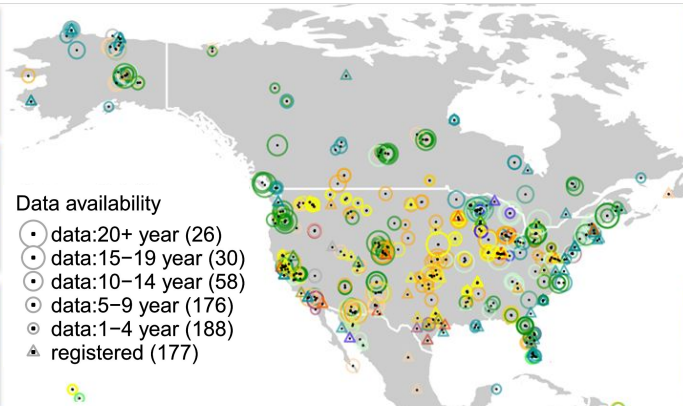 Data availability
data:20+ year (26)
data:15−19 year (30)
data:10−14 year (58)
data:5−9 year (176)
data:1−4 year (188)
registered (177)